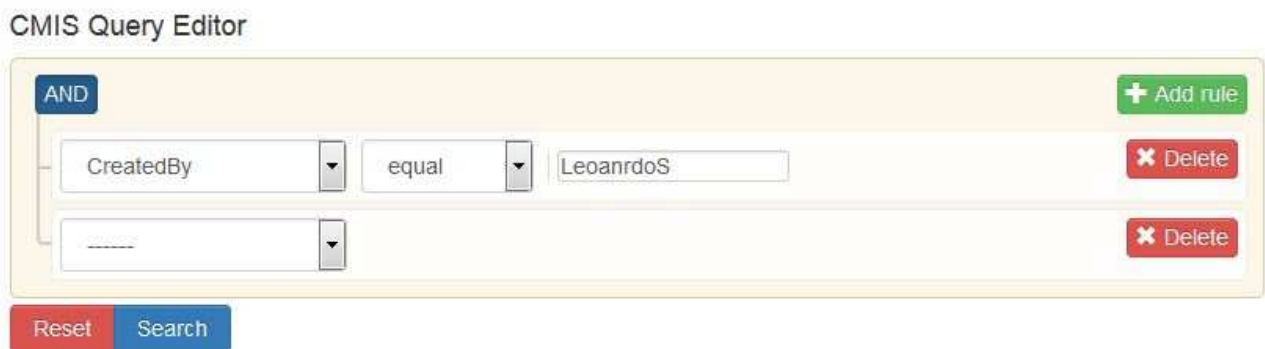 CMIS Query Editor
AND
Add rule
CreatedBy equal LeoanrdoS Delete
------ Delete
Reset Search